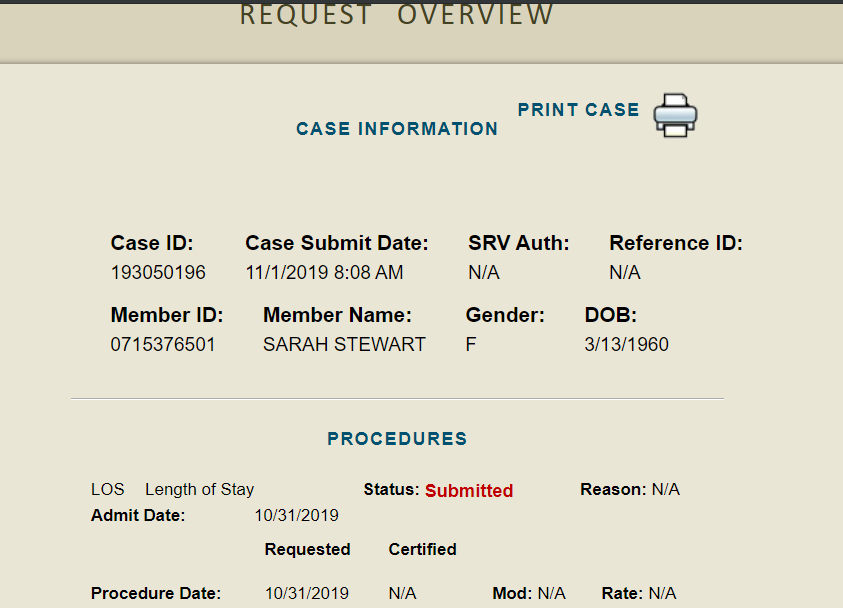 REQUEST OVERVIEW
PRINT CASE
CASE INFORMATION
Case ID: Case Submit Date: SRV Auth: Reference ID:
193050196 11/1/2019 8:08 AM N/A N/A
Member ID: Member Name: Gender: DOB:
0715376501 SARAH STEWART F 3/13/1960
PROCEDURES
LOS Length of Stay Status: Submitted Reason: N/A
Admit Date: 10/31/2019
Requested Certified
Procedure Date: 10/31/2019 N/A Mod: N/A Rate: N/A